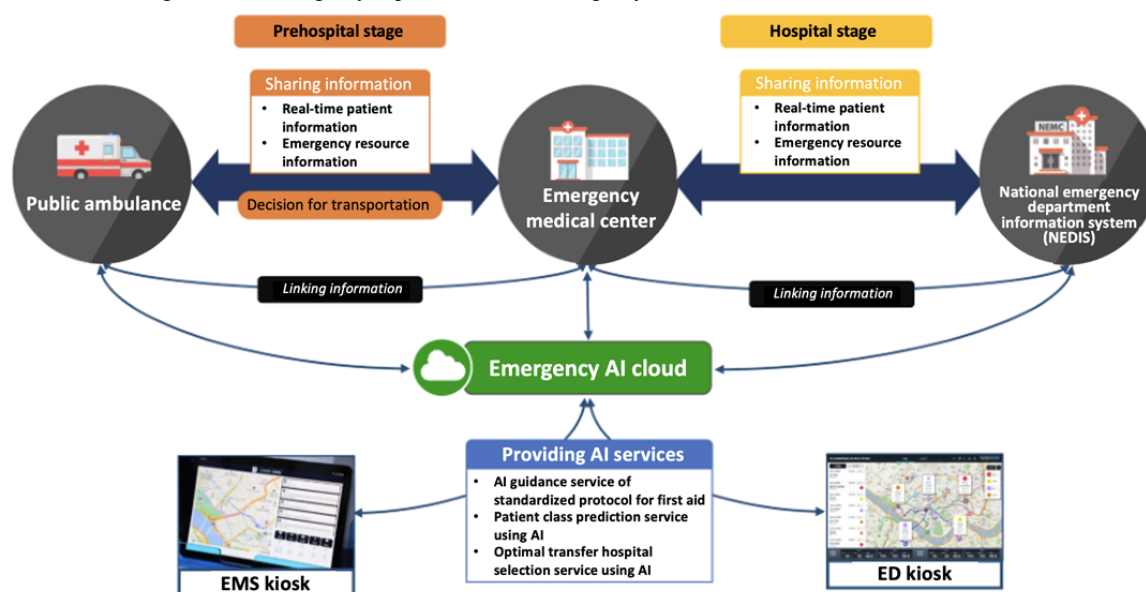 Prehospital stage
Hospital stage
Sharing information
• Real-time patient
information
• Emergency resource
information
Sharing information
• Real-time patient
information
• Emergency resource
information
NEMC
Public ambulance
Decision for transportation
Emergency
medical center
National emergency
department
information system
(NEDIS)
Linking information
Linking information
Emergency AI cloud
Providing AI services
• AI guidance service of
standardized protocol for first aid
• Patient class prediction service
using AI
• Optimal transfer hospital
selection service using AI
EMS kiosk
ED kiosk